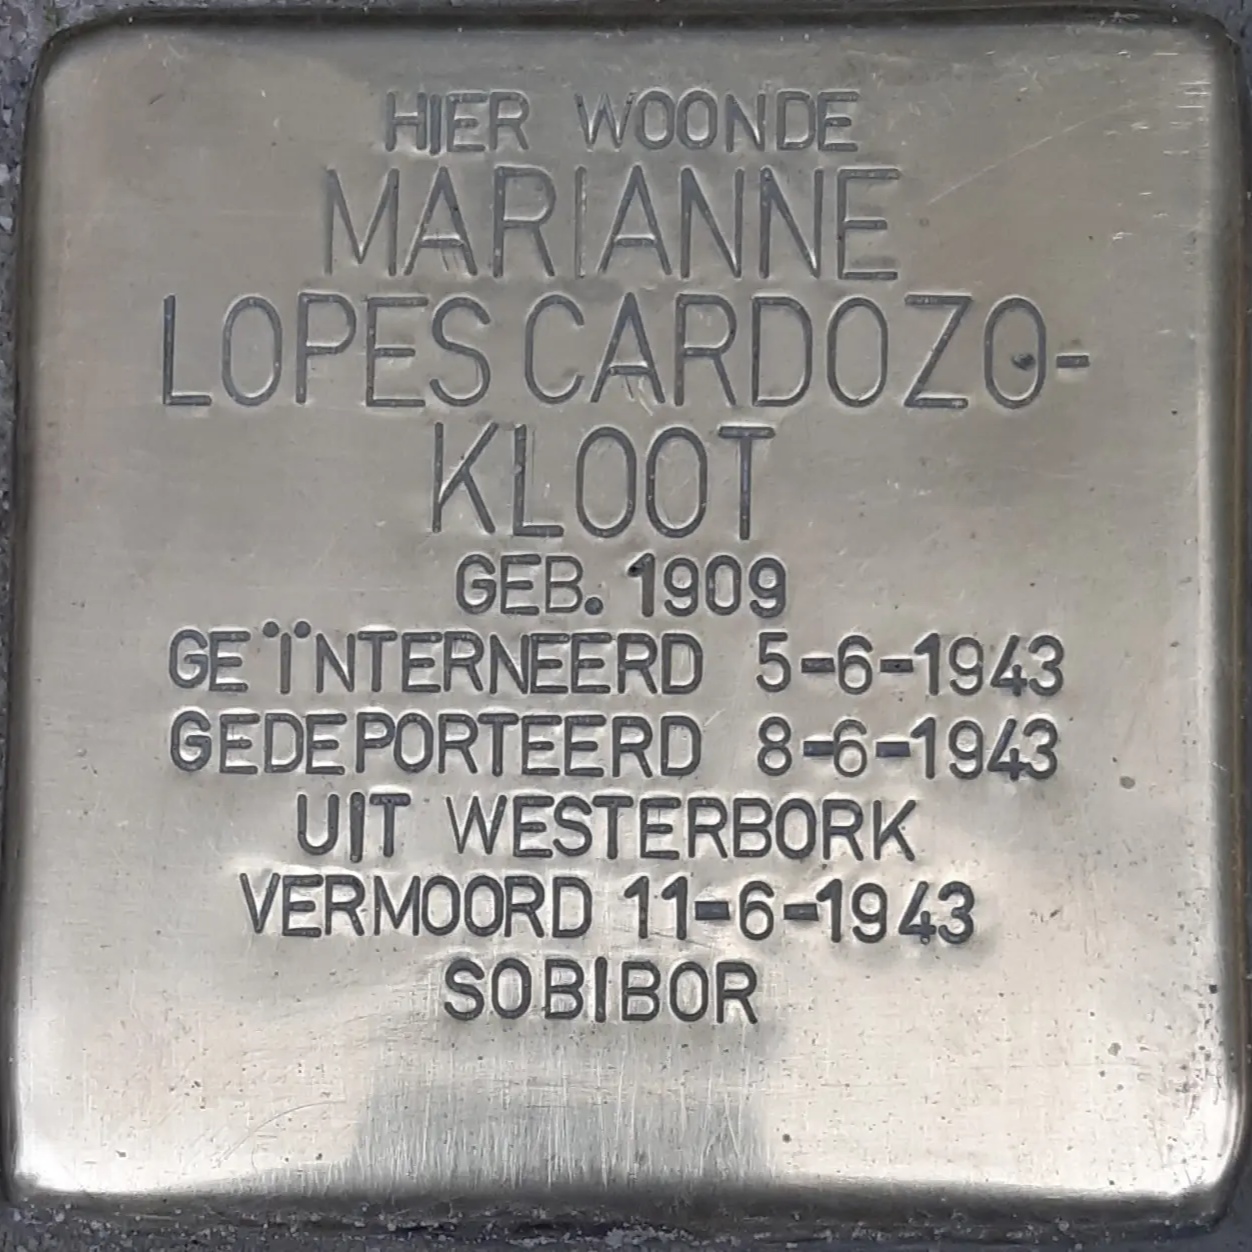 HIER WOONDE
MARIANNE
LOPES CARDOZO-
KLOOT
GEB. 1909
GEÏNTERNEERD 5-6-1943
GEDEPORTEERD 8-6-1943
UIT WESTERBORK
VERMOORD 11-6-1943
SOBIBOR